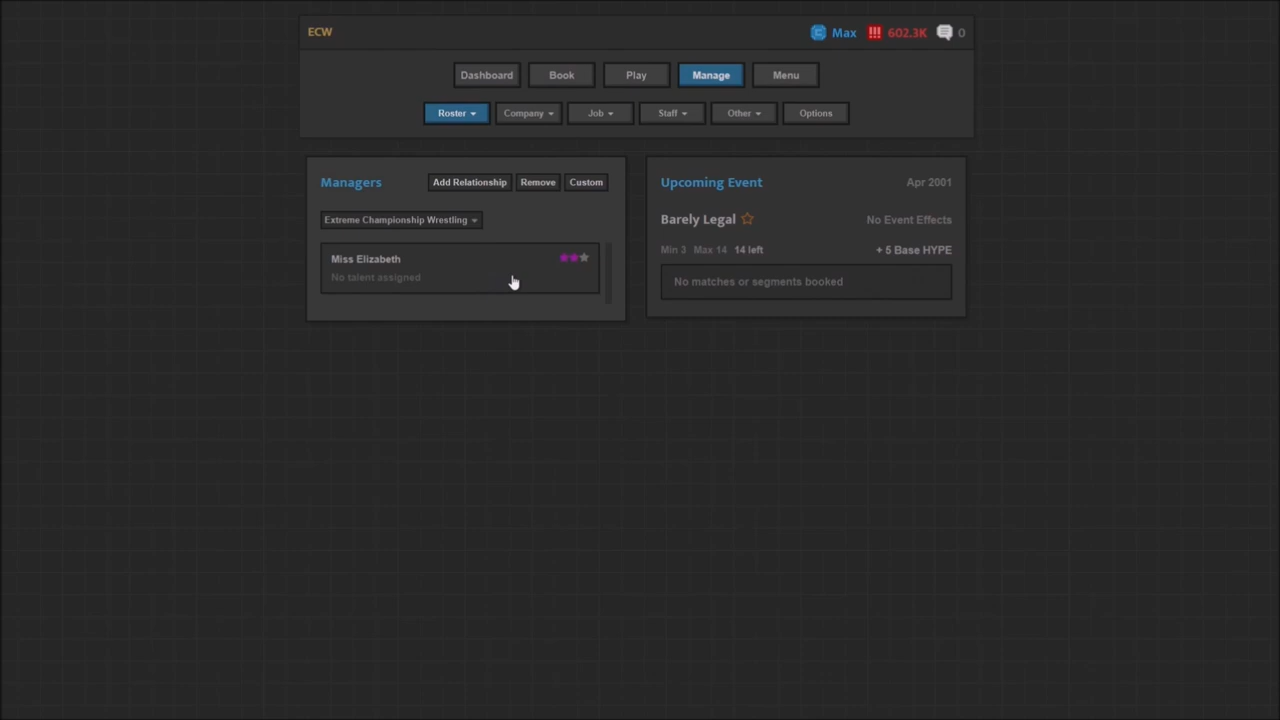 ECW
Max 602.3K 0
Dashboard Book Play Manage Menu
Roster Company Job Staff Other Options
Managers Add Relationship Remove Custom
Extreme Championship Wrestling
Miss Elizabeth
No talent assigned
Upcoming Event Apr 2001
Barely Legal No Event Effects
Min 3 Max 14 14 left + 5 Base HYPE
No matches or segments booked